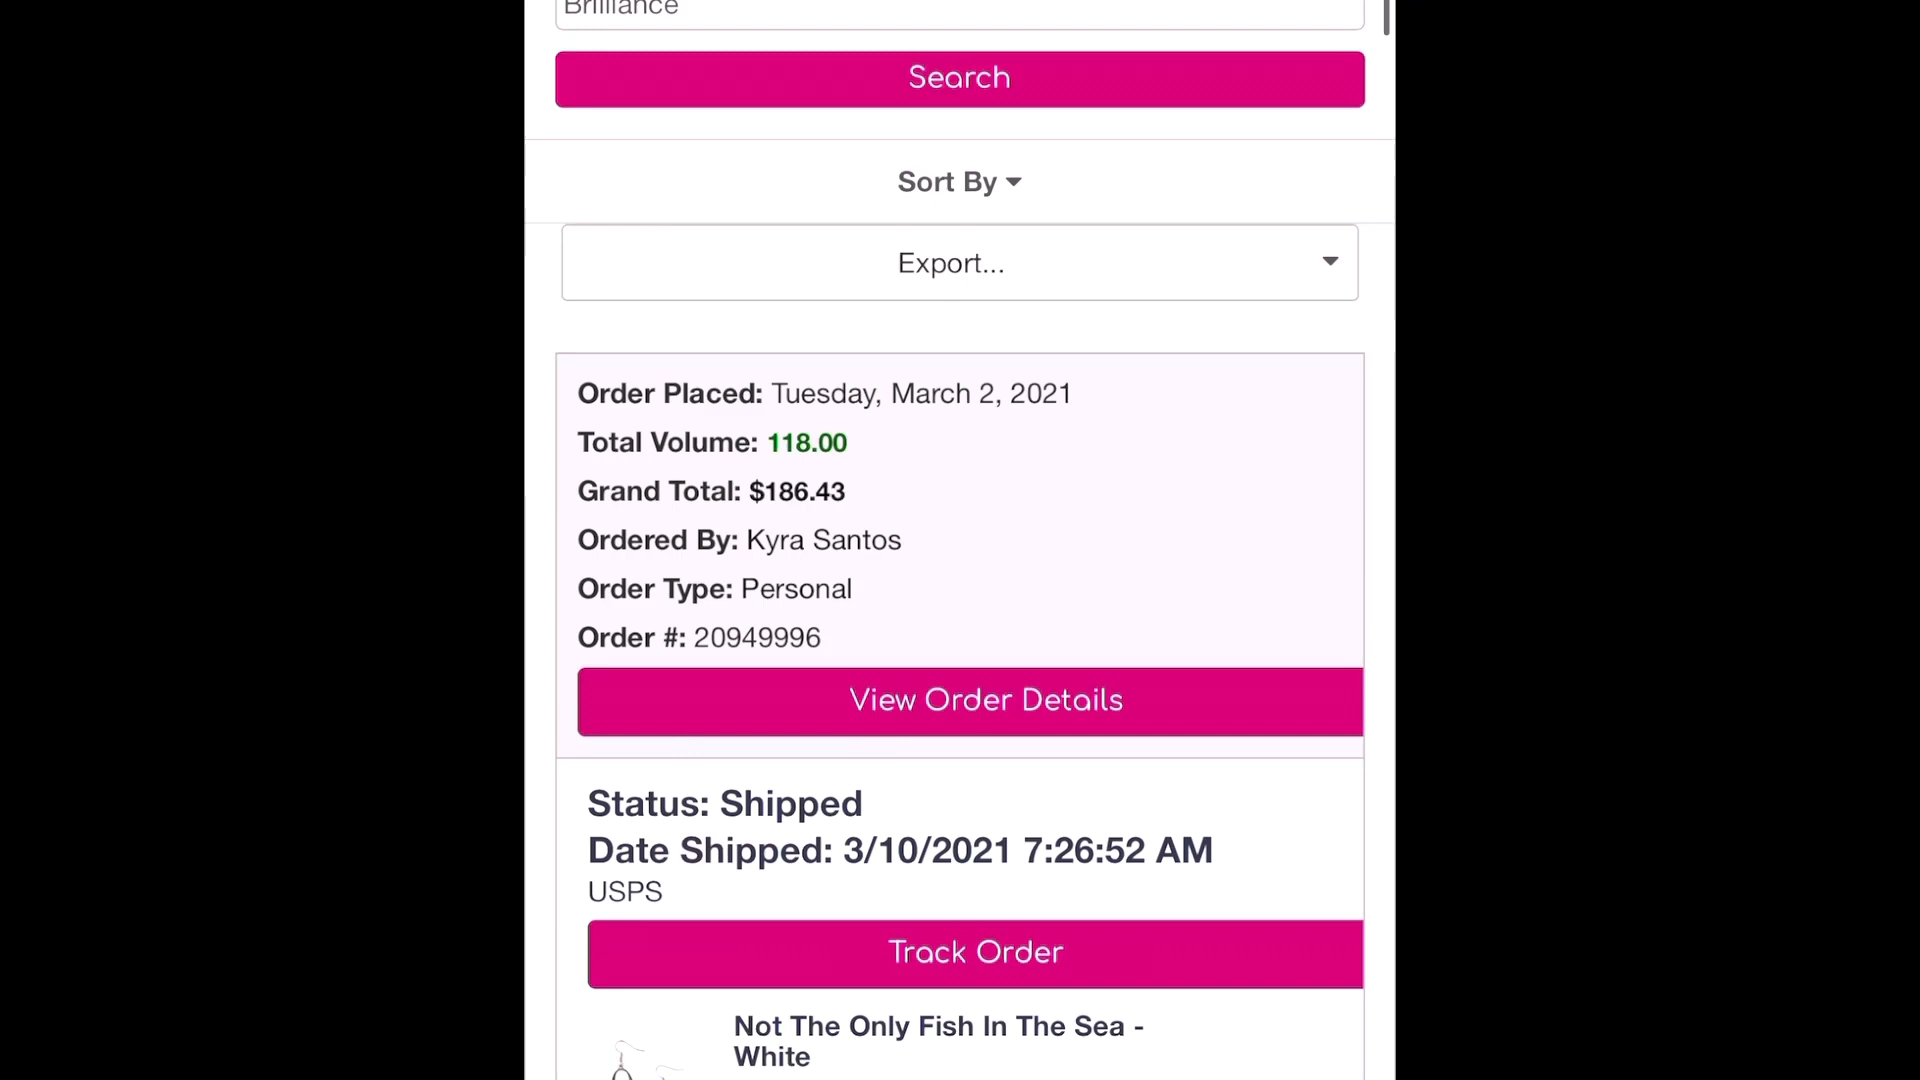 Brilliance
Search
Sort By
Export...
Order Placed: Tuesday, March 2, 2021
Total Volume: 118.00
Grand Total: $186.43
Ordered By: Kyra Santos
Order Type: Personal
Order #: 20949996
View Order Details
Status: Shipped
Date Shipped: 3/10/2021 7:26:52 AM
USPS
Track Order
Not The Only Fish In The Sea -
White